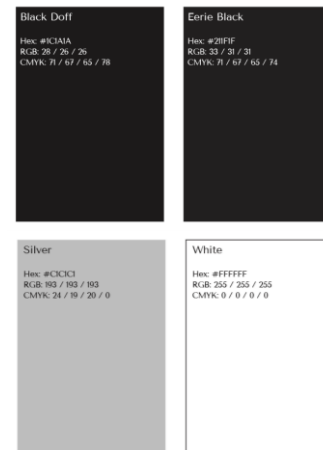 Black Doff
Hex: #1C1A1A
RGB: 28 / 26 / 26
CMYK: 71 / 67 / 65 / 78
Eerie Black
Hex: #211F1F
RGB: 33 / 31 / 31
CMYK: 71 / 67 / 65 / 74
Silver
Hex: #C1C1C1
RGB: 193 / 193 / 193
CMYK: 24 / 19 / 20 / 0
White
Hex: #FFFFFF
RGB: 255 / 255 / 255
CMYK: 0 / 0 / 0 / 0